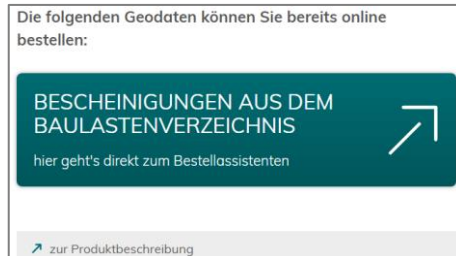 Die folgenden Geodaten können Sie bereits online
bestellen:
BESCHEINIGUNGEN AUS DEM
BAULASTENVERZEICHNIS
hier geht's direkt zum Bestellassistenten
zur Produktbeschreibung